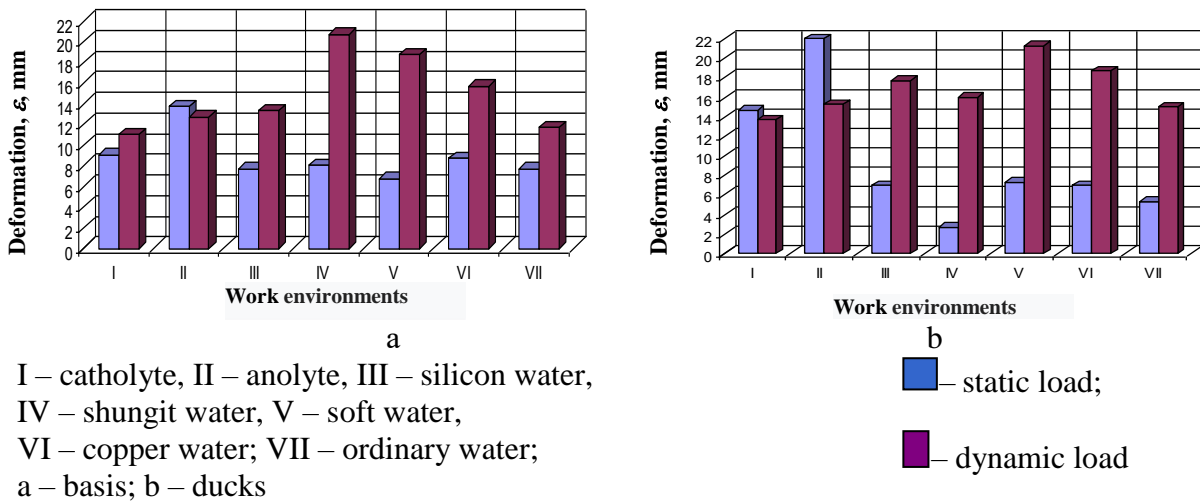 Deformation, ε, mm
22
20
18
16
14
12
10
8
6
4
2
0
I II III IV V VI VII
Work environments
a
Deformation, ε, mm
22
20
18
16
14
12
10
8
6
4
2
0
I II III IV V VI VII
Work environments
b
I – catholyte, II – anolyte, III – silicon water,
IV – shungit water, V – soft water,
VI – copper water; VII – ordinary water;
a – basis; b – ducks
– static load;
– dynamic load